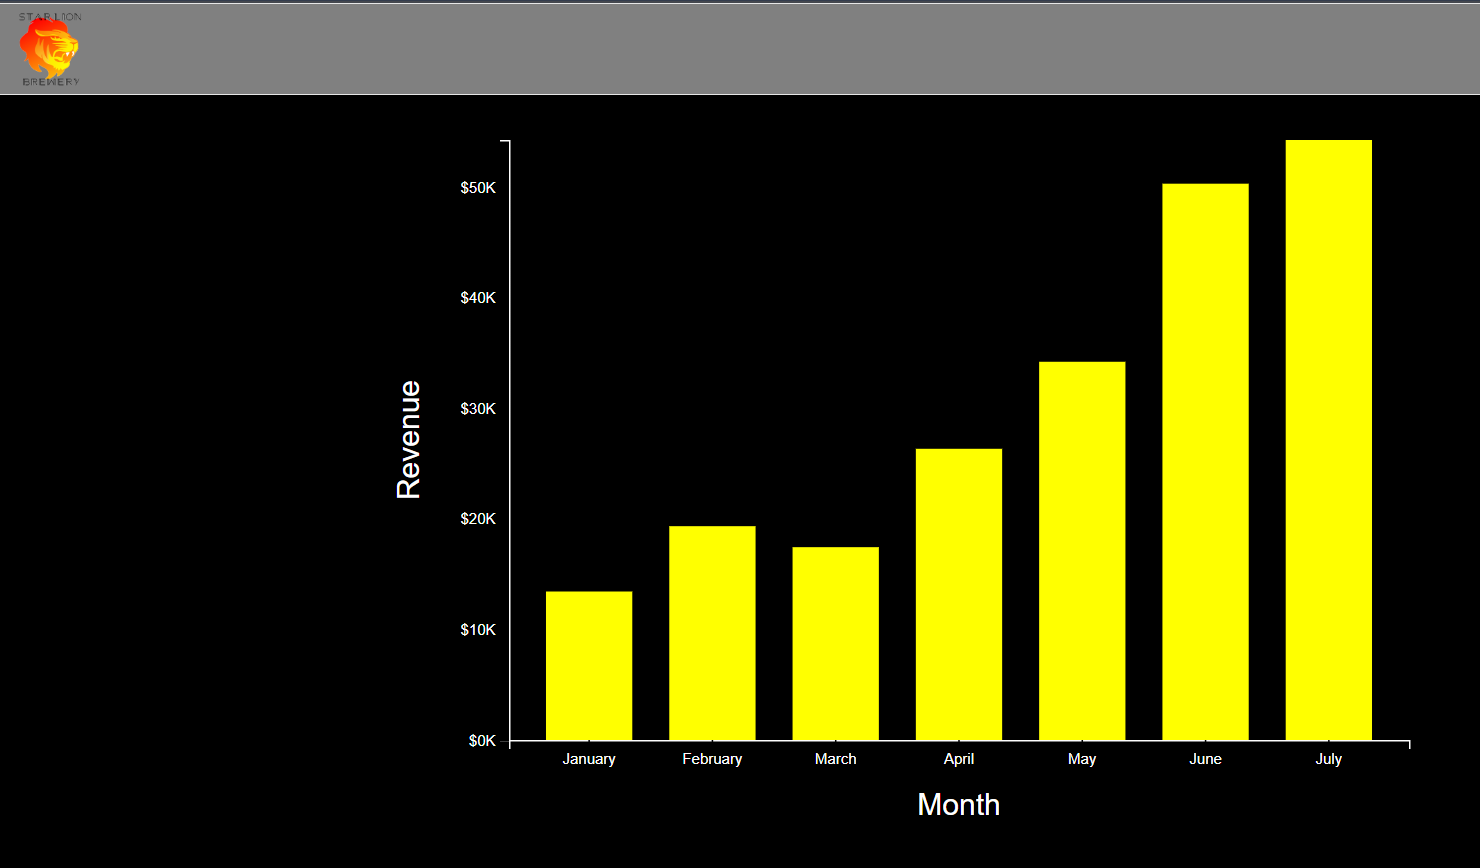 STAR LION
BREWERY
$50K
$40K
$30K
$20K
$10K
$0K
Revenue
January February March April May June July
Month